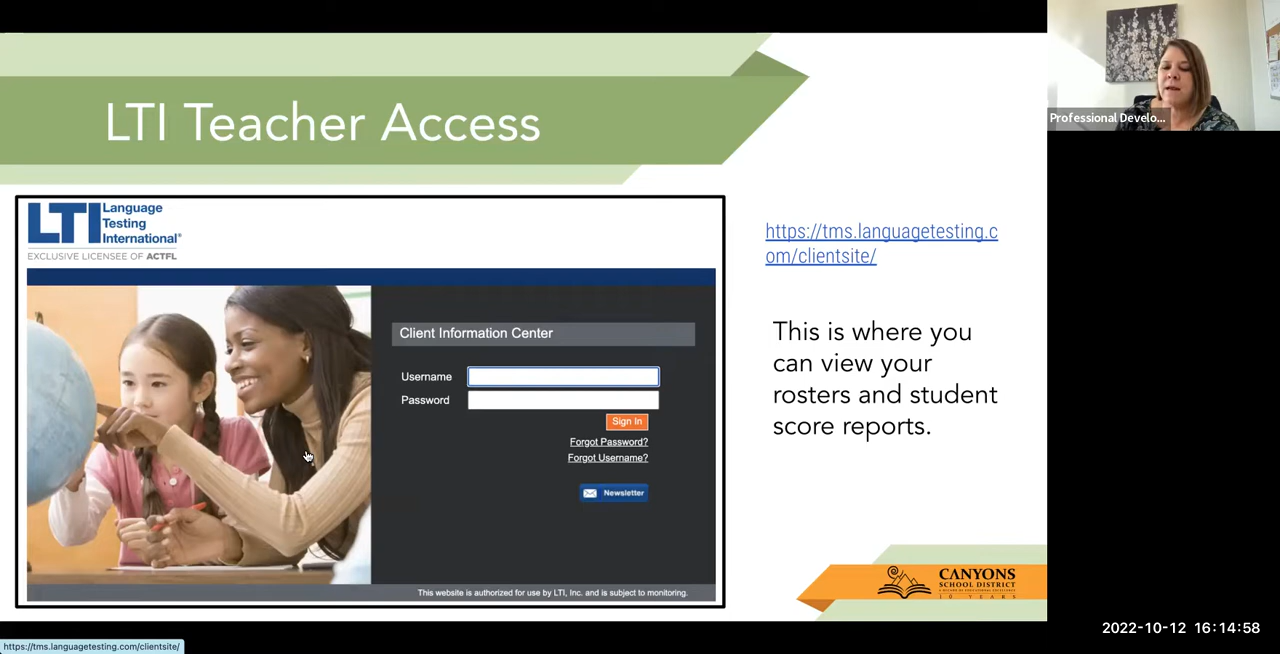 LTI Teacher Access
LTI Language
Testing
International®
EXCLUSIVE LICENSEE OF ACTFL
Client Information Center
Username
Password
Sign In
Forgot Password?
Forgot Username?
Newsletter
This website is authorized for use by LTI, Inc. and is subject to monitoring.
https://tms.languagetesting.c
om/clientsite/
This is where you
can view your
rosters and student
score reports.
CANYONS
SCHOOL DISTRICT
10 YEARS
Professional Develo...
2022-10-12 16:14:58
https://tms.languagetesting.com/clientsite/